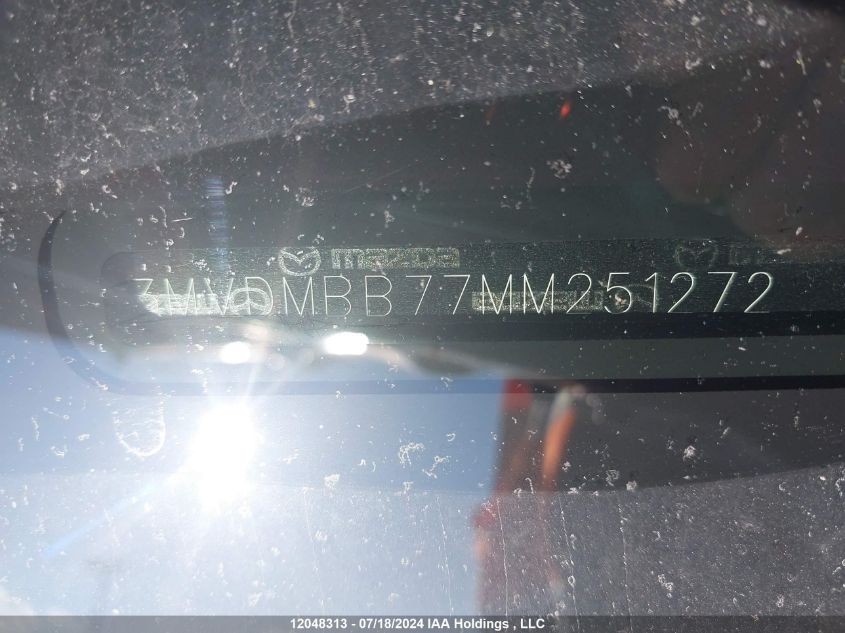 mazda
3MVDMBB77MM251272
12048313 - 07/18/2024 IAA Holdings , LLC